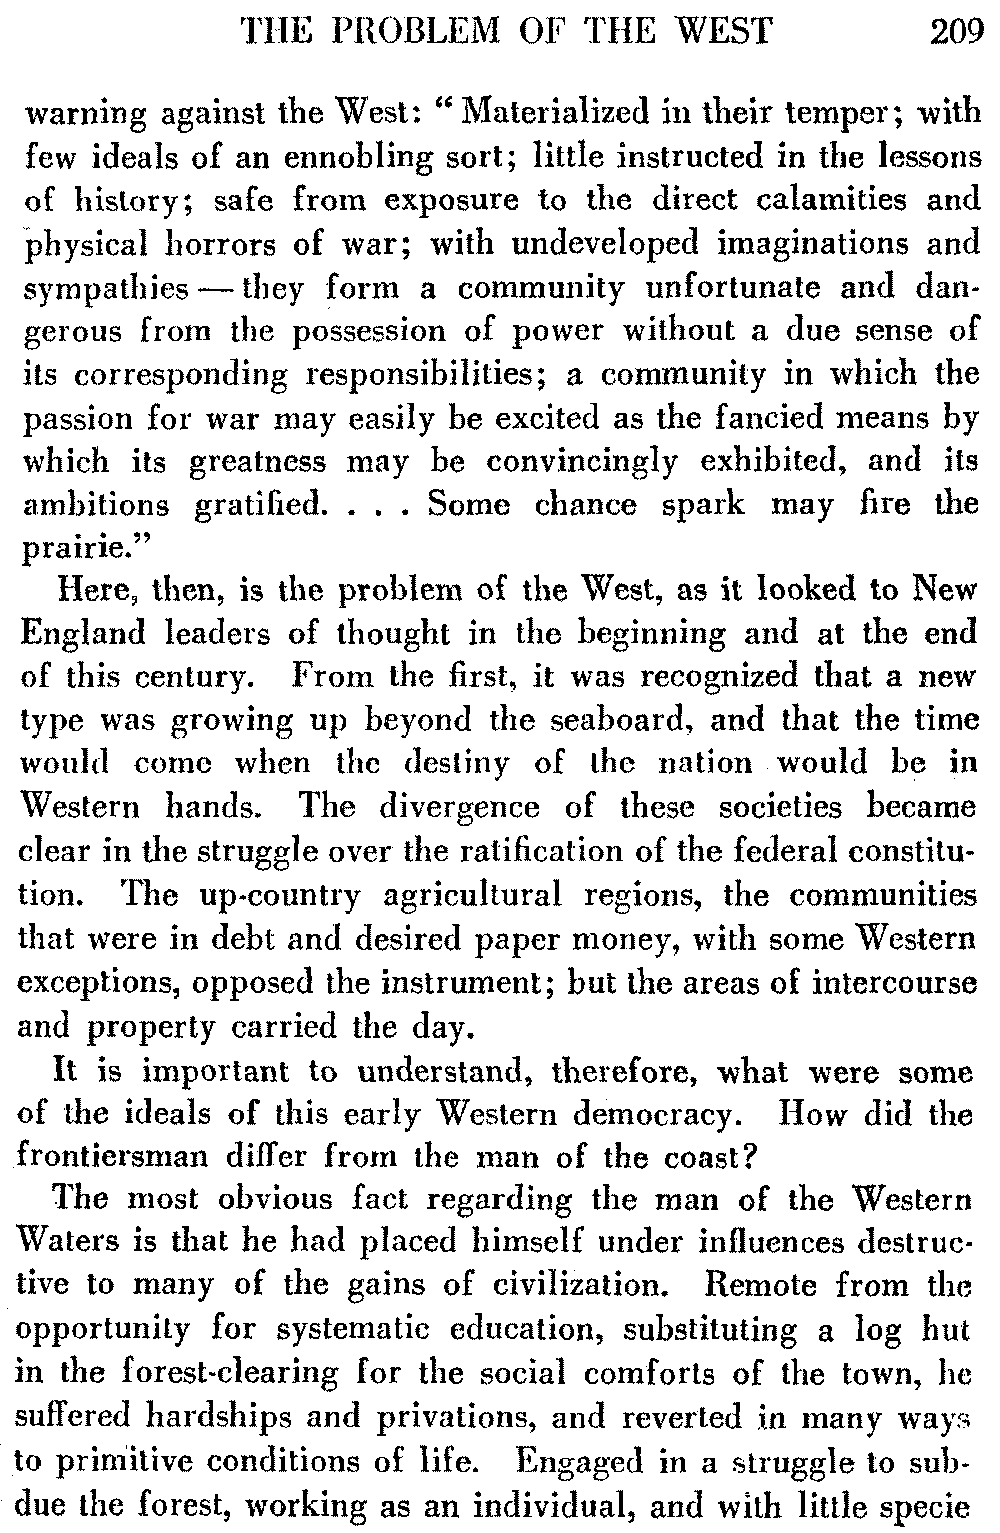 THE PROBLEM OF THE WEST 209
warning against the West: “ Materialized in their temper; with
few ideals of an ennobling sort; little instructed in the lessons
of history; safe from exposure to the direct calamities and
physical horrors of war; with undeveloped imaginations and
sympathies — they form a community unfortunate and dan-
gerous from the possession of power without a due sense of
its corresponding responsibilities; a community in which the
passion for war may easily be excited as the fancied means by
which its greatness may be convincingly exhibited, and its
ambitions gratified. . . . Some chance spark may fire the
prairie.”
Here, then, is the problem of the West, as it looked to New
England leaders of thought in the beginning and at the end
of this century. From the first, it was recognized that a new
type was growing up beyond the seaboard, and that the time
would come when the destiny of the nation would be in
Western hands. The divergence of these societies became
clear in the struggle over the ratification of the federal constitu-
tion. The up-country agricultural regions, the communities
that were in debt and desired paper money, with some Western
exceptions, opposed the instrument; but the areas of intercourse
and property carried the day.
It is important to understand, therefore, what were some
of the ideals of this early Western democracy. How did the
frontiersman differ from the man of the coast?
The most obvious fact regarding the man of the Western
Waters is that he had placed himself under influences destruc-
tive to many of the gains of civilization. Remote from the
opportunity for systematic education, substituting a log hut
in the forest-clearing for the social comforts of the town, he
suffered hardships and privations, and reverted in many ways
to primitive conditions of life. Engaged in a struggle to sub-
due the forest, working as an individual, and with little specie